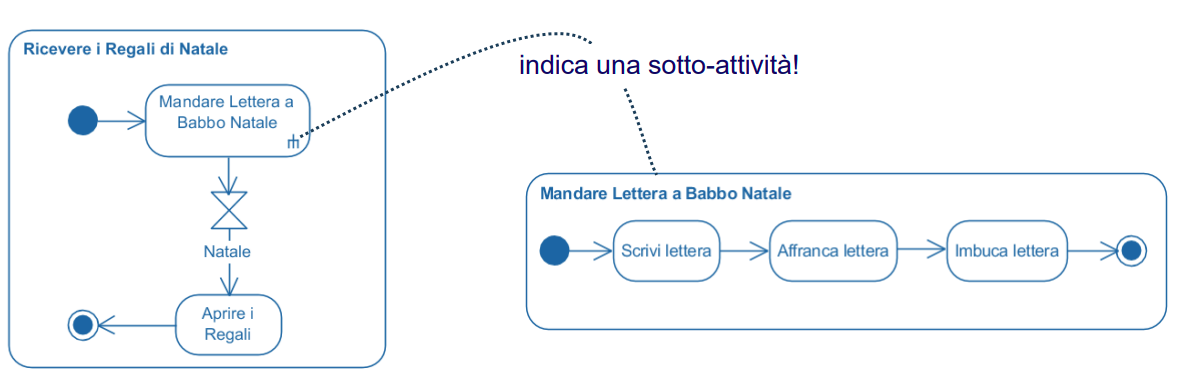 Ricevere i Regali di Natale
Mandare Lettera a
Babbo Natale
Natale
Aprire i
Regali
indica una sotto-attività!
Mandare Lettera a Babbo Natale
Scrivi lettera
Affranca lettera
Imbuca lettera